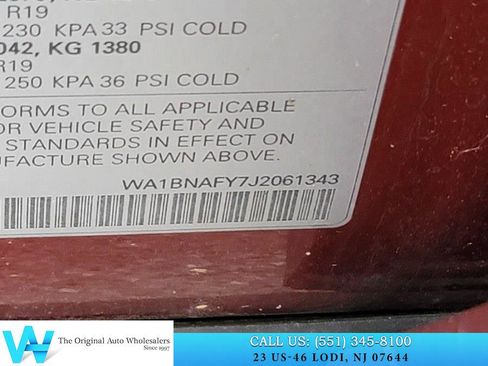 R19
230 KPA 33 PSI COLD
042, KG 1380
R19
250 KPA 36 PSI COLD
ORMS TO ALL APPLICABLE
OR VEHICLE SAFETY AND
STANDARDS IN EFFECT ON
UFACTURE SHOWN ABOVE.
WA1BNAFY7J2061343
The Original Auto Wholesalers
Since 1997
CALL US: (551) 345-8100
23 US-46 LODI, NJ 07644